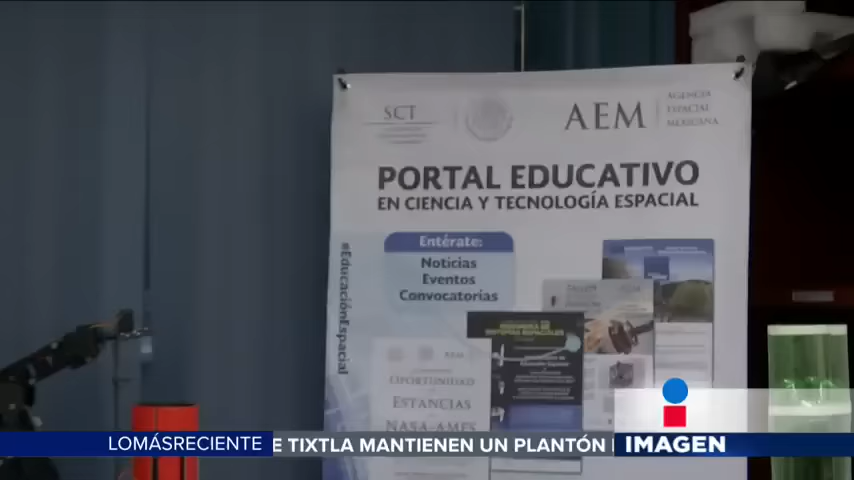 SCT
AEM
AGENCIA
ESPACIAL
MEXICANA
PORTAL EDUCATIVO
EN CIENCIA Y TECNOLOGÍA ESPACIAL
#EducaciónEspacial
Entérate:
Noticias
Eventos
Convocatorias
AEM
OPORTUNIDAD
ESTANCIAS
NASA-AMES
IMAGEN
LOMÁSRECIENTE
E TIXTLA MANTIENEN UN PLANTÓN